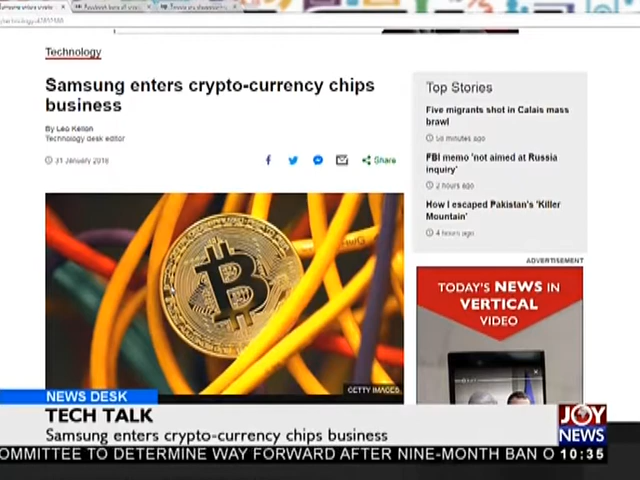 Technology
Samsung enters crypto-currency chips
business
By Leo Kelion
Technology desk editor
31 January 2018
Share
Top Stories
Five migrants shot in Calais mass
brawl
58 minutes ago
FBI memo 'not aimed at Russia
inquiry'
2 hours ago
How I escaped Pakistan's 'Killer
Mountain'
4 hours ago
ADVERTISEMENT
TODAY'S NEWS IN
VERTICAL
VIDEO
GETTY IMAGES
NEWS DESK
TECH TALK
Samsung enters crypto-currency chips business
JOY
NEWS
OMMITTEE TO DETERMINE WAY FORWARD AFTER NINE-MONTH BAN O
10:35